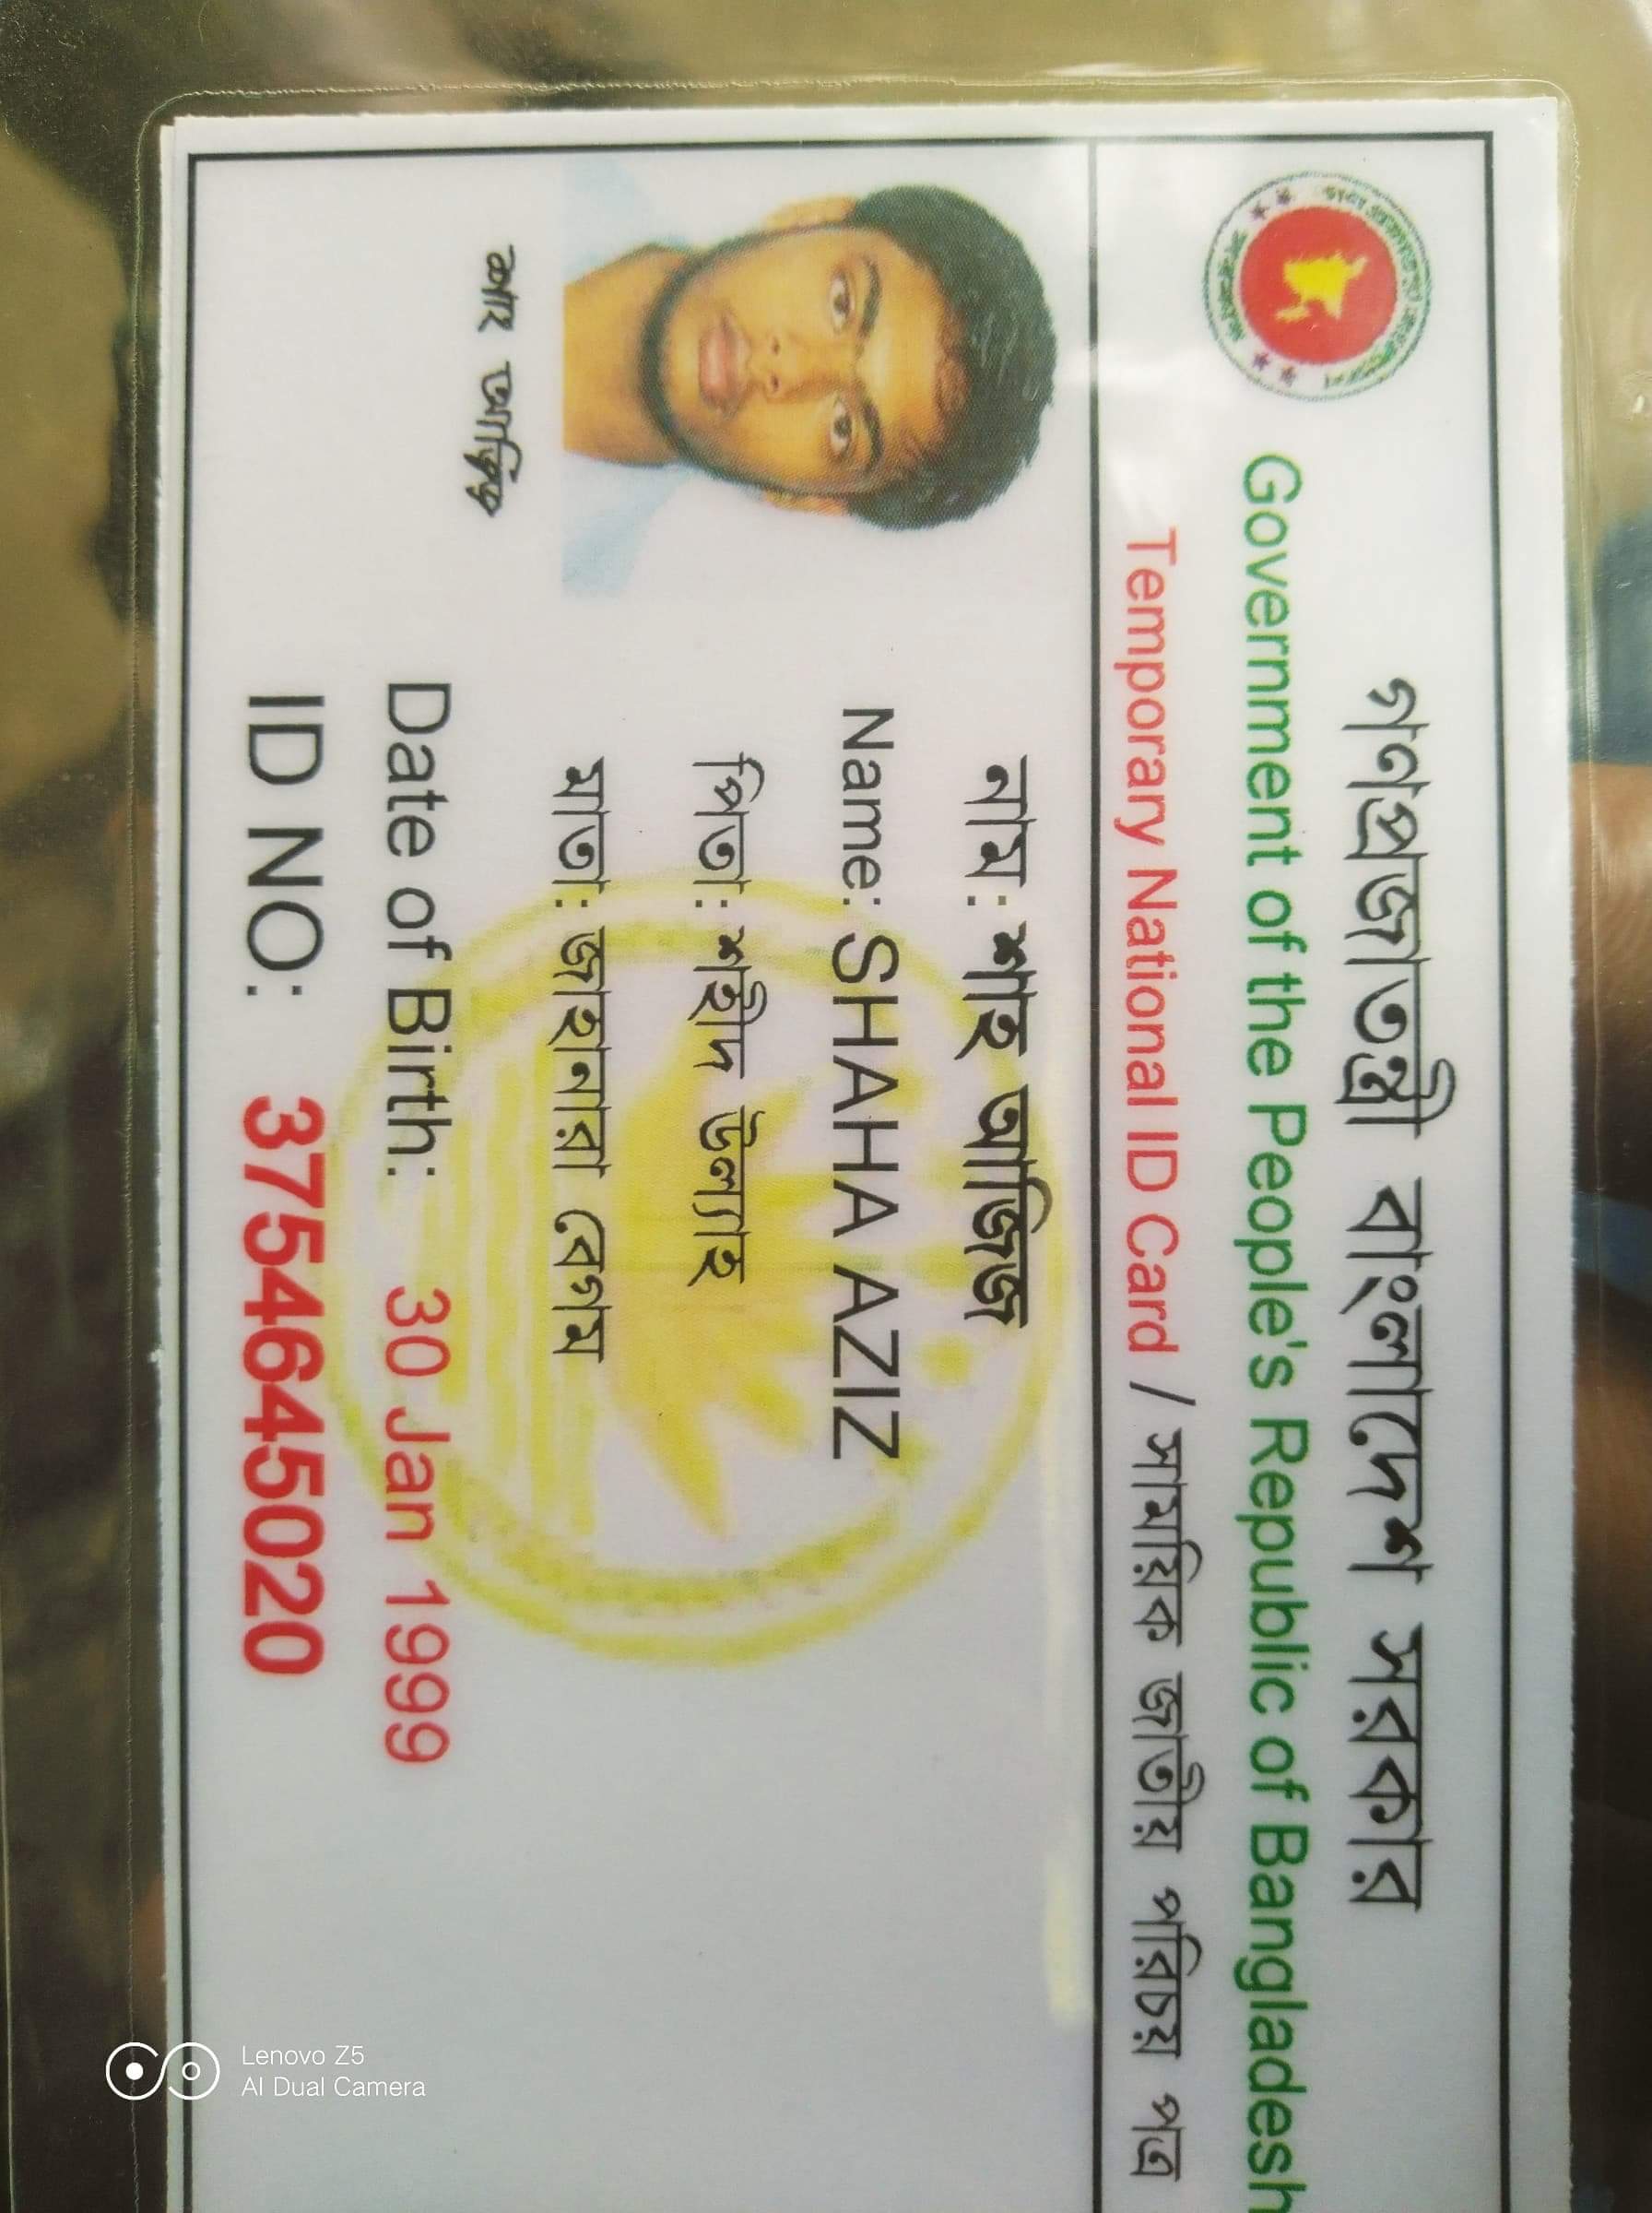 গণপ্রজাতন্ত্রী বাংলাদেশ সরকার
Government of the People's Republic of Bangladesh
Temporary National ID Card / সাময়িক জাতীয় পরিচয় পত্র
নাম: শাহ আজিজ
Name: SHAHA AZIZ
পিতা: শহীদ উল্যাহ
মাতা: জাহানারা বেগম
শাহ আজিজ
Date of Birth: 30 Jan 1999
ID NO: 3754645020
Lenovo Z5
AI Dual Camera